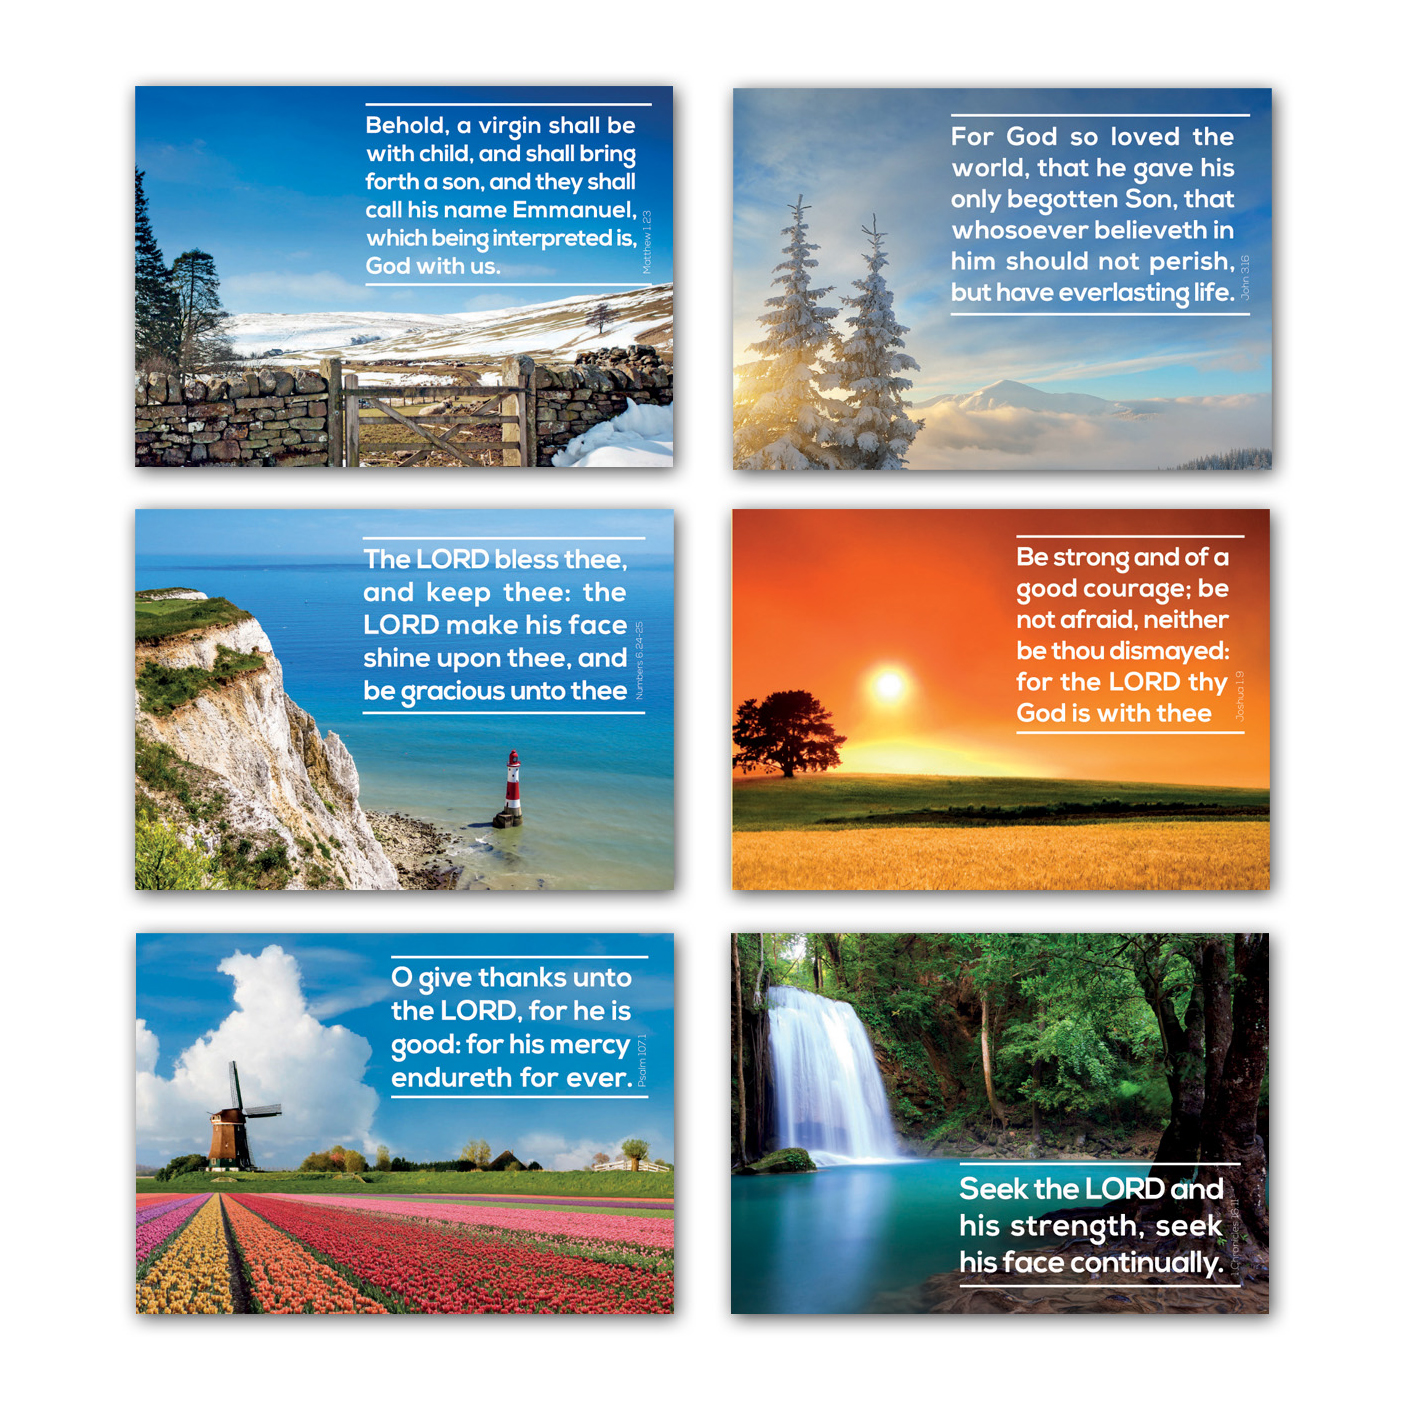 Behold, a virgin shall be
with child, and shall bring
forth a son, and they shall
call his name Emmanuel,
which being interpreted is,
God with us.
Matthew 1.23
For God so loved the
world, that he gave his
only begotten Son, that
whosoever believeth in
him should not perish,
but have everlasting life.
John 3.16
The LORD bless thee,
and keep thee: the
LORD make his face
shine upon thee, and
be gracious unto thee
Numbers 6.24-25
Be strong and of a
good courage; be
not afraid, neither
be thou dismayed:
for the LORD thy
God is with thee
Joshua 1.9
O give thanks unto
the LORD, for he is
good: for his mercy
endureth for ever.
Psalm 107.1
Seek the LORD and
his strength, seek
his face continually.
1 Chronicles 16.11